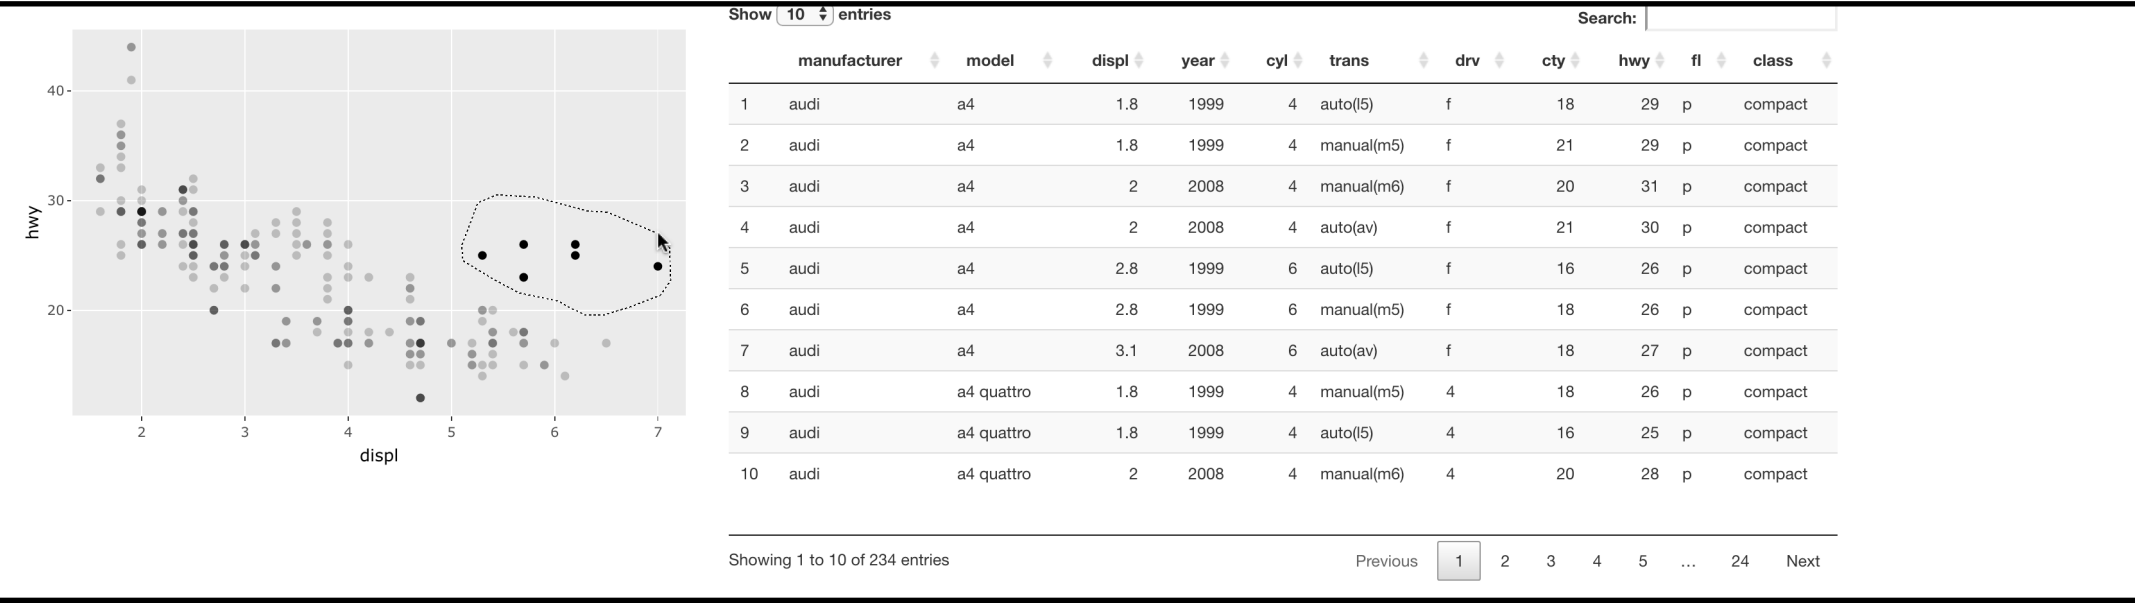 Show 10 entries
Search:
40
30
20
hwy
2 3 4 5 6 7
displ
manufacturer model displ year cyl trans drv cty hwy fl class
1 audi a4 1.8 1999 4 auto(l5) f 18 29 p compact
2 audi a4 1.8 1999 4 manual(m5) f 21 29 p compact
3 audi a4 2 2008 4 manual(m6) f 20 31 p compact
4 audi a4 2 2008 4 auto(av) f 21 30 p compact
5 audi a4 2.8 1999 6 auto(l5) f 16 26 p compact
6 audi a4 2.8 1999 6 manual(m5) f 18 26 p compact
7 audi a4 3.1 2008 6 auto(av) f 18 27 p compact
8 audi a4 quattro 1.8 1999 4 manual(m5) 4 18 26 p compact
9 audi a4 quattro 1.8 1999 4 auto(l5) 4 16 25 p compact
10 audi a4 quattro 2 2008 4 manual(m6) 4 20 28 p compact
Showing 1 to 10 of 234 entries
Previous 1 2 3 4 5 … 24 Next